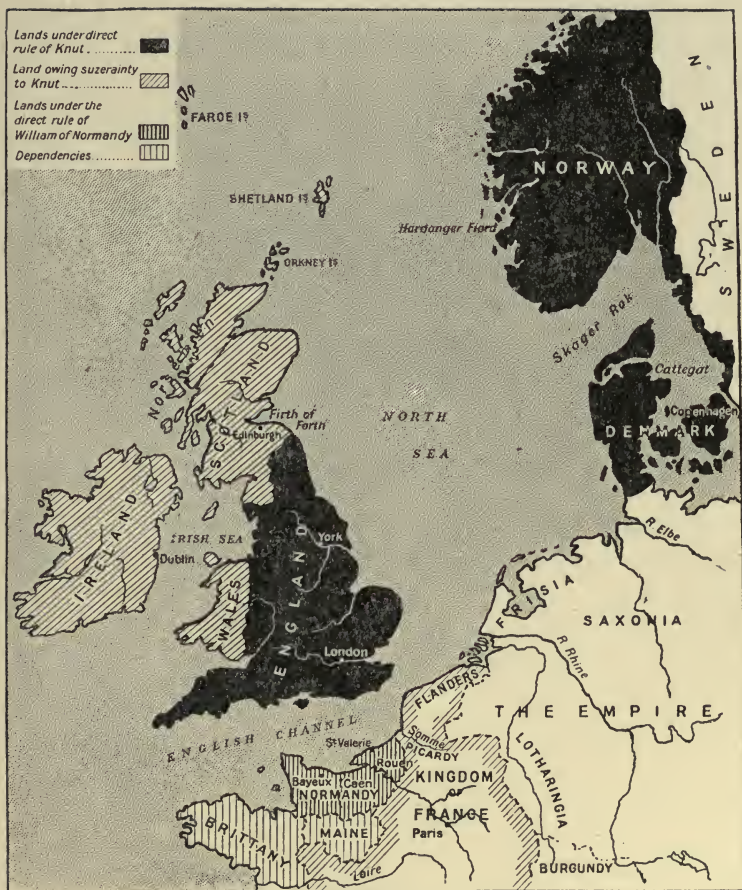 Lands under direct
rule of Knut
Land owing suzerainty
to Knut
Lands under the
direct rule of
William of Normandy
Dependencies
FAROE Is
SHETLAND Is
ORKNEY Is
NORWAY
SWEDEN
Hardanger Fiord
Skager Rak
Cattegat
Copenhagen
DENMARK
NORTH
SEA
SCOTLAND
Firth of
Forth
Edinburgh
IRELAND
IRISH SEA
Dublin
WALES
ENGLAND
York
London
ENGLISH CHANNEL
R Elbe
FRISIA
SAXONIA
R Rhine
FLANDERS
THE EMPIRE
LOTHARINGIA
Somme
PICARDY
St Valerie
Rouen
Bayeux
Caen
NORMANDY
KINGDOM
OF
FRANCE
Paris
MAINE
BRITTANY
Loire
BURGUNDY